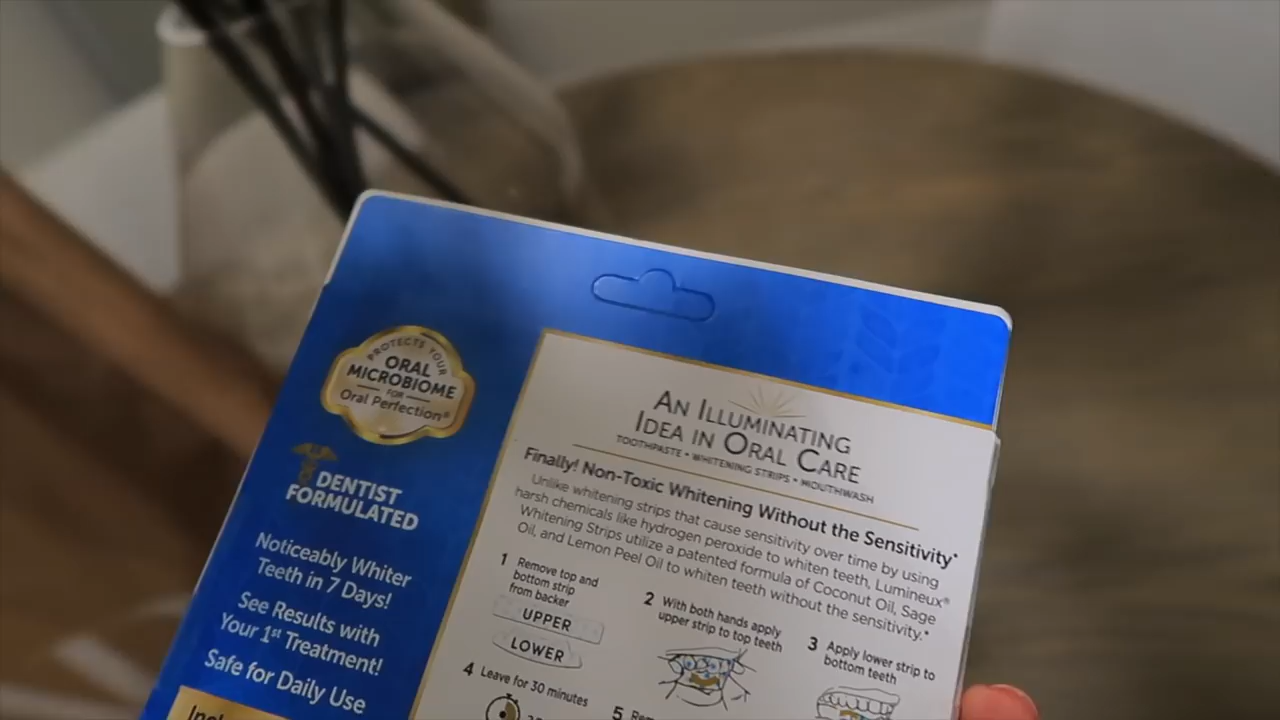 PROTECTS YOUR
ORAL
MICROBIOME
FOR
Oral Perfection®
DENTIST
FORMULATED
Noticeably Whiter
Teeth in 7 Days!
See Results with
Your 1st Treatment!
Safe for Daily Use
AN ILLUMINATING
IDEA IN ORAL CARE
TOOTHPASTE • WHITENING STRIPS • MOUTHWASH
Finally! Non-Toxic Whitening Without the Sensitivity*
Unlike whitening strips that cause sensitivity over time by using
harsh chemicals like hydrogen peroxide to whiten teeth, Lumineux®
Whitening Strips utilize a patented formula of Coconut Oil, Sage
Oil, and Lemon Peel Oil to whiten teeth without the sensitivity.*
1 Remove top and
bottom strip
from backer
UPPER
LOWER
2 With both hands apply
upper strip to top teeth
3 Apply lower strip to
bottom teeth
4 Leave for 30 minutes
5